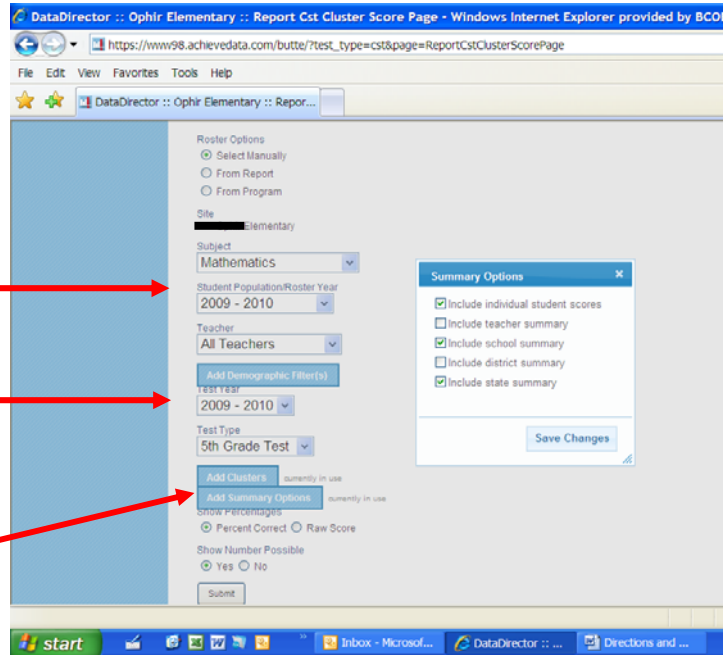 DataDirector :: Ophir Elementary :: Report Cst Cluster Score Page - Windows Internet Explorer provided by BCO
https://www98.achievedata.com/butte/?test_type=cst&page=ReportCstClusterScorePage
File Edit View Favorites Tools Help
DataDirector :: Ophir Elementary :: Repor...
Roster Options
Select Manually
From Report
From Program
Site
Elementary
Subject
Mathematics
Student Population/Roster Year
2009 - 2010
Teacher
All Teachers
Add Demographic Filter(s)
Test Year
2009 - 2010
Test Type
5th Grade Test
Add Clusters currently in use
Add Summary Options currently in use
Show Percentages
Percent Correct Raw Score
Show Number Possible
Yes No
Submit
Summary Options ×
Include individual student scores
Include teacher summary
Include school summary
Include district summary
Include state summary
Save Changes
start
Inbox - Microsof...
DataDirector :: ...
Directions and ...